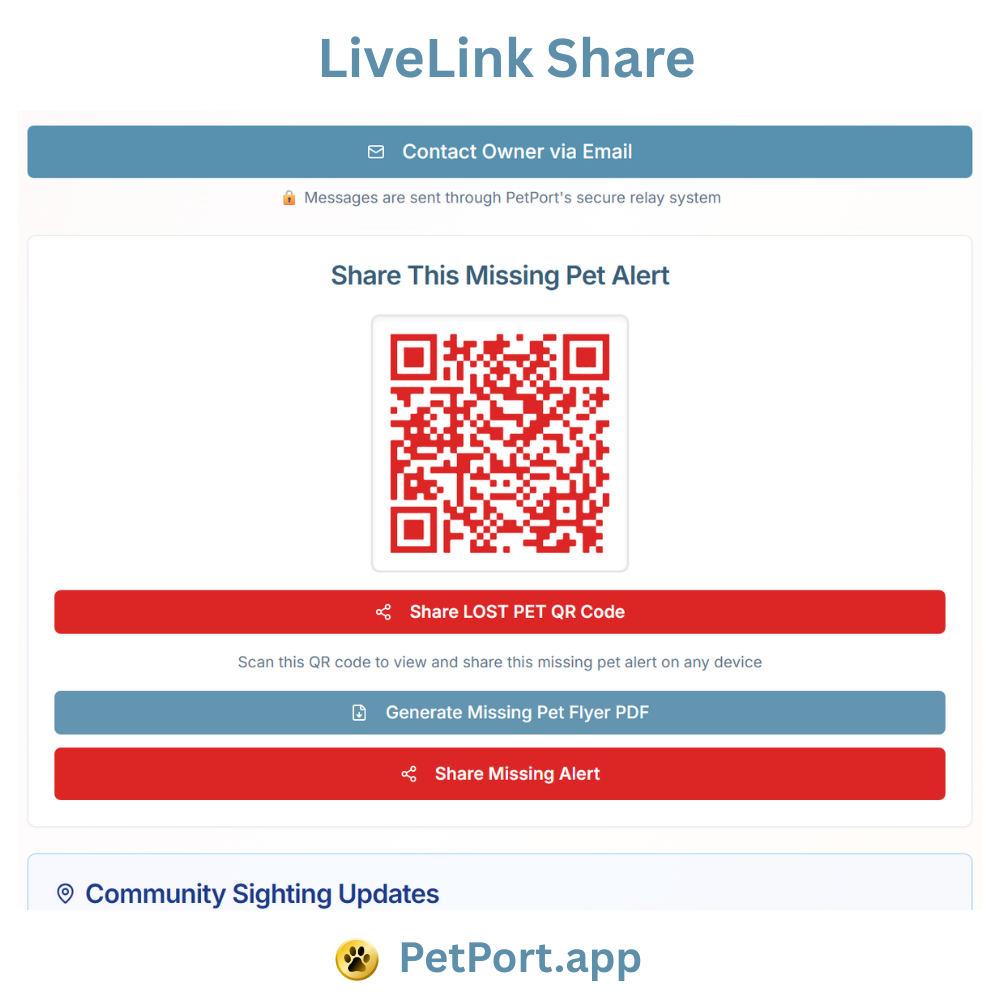 LiveLink Share
Contact Owner via Email
🔒 Messages are sent through PetPort's secure relay system
Share This Missing Pet Alert
Share LOST PET QR Code
Scan this QR code to view and share this missing pet alert on any device
Generate Missing Pet Flyer PDF
Share Missing Alert
Community Sighting Updates
PetPort.app